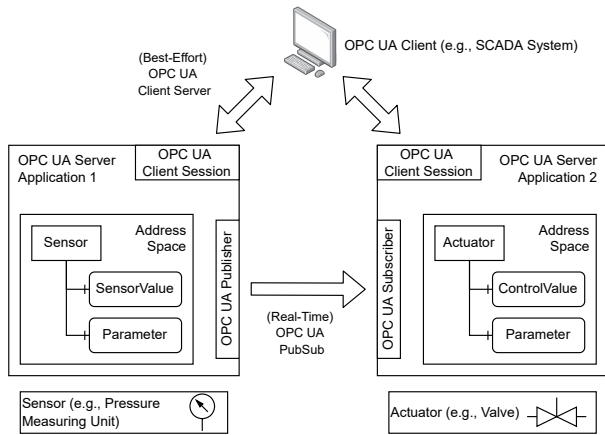 OPC UA Client (e.g., SCADA System)
(Best-Effort)
OPC UA
Client Server
OPC UA Server
Application 1
OPC UA
Client Session
Address
Space
Sensor
SensorValue
Parameter
OPC UA Publisher
(Real-Time)
OPC UA
PubSub
OPC UA
Client Session
OPC UA Server
Application 2
OPC UA Subscriber
Address
Space
Actuator
ControlValue
Parameter
Sensor (e.g., Pressure
Measuring Unit)
Actuator (e.g., Valve)